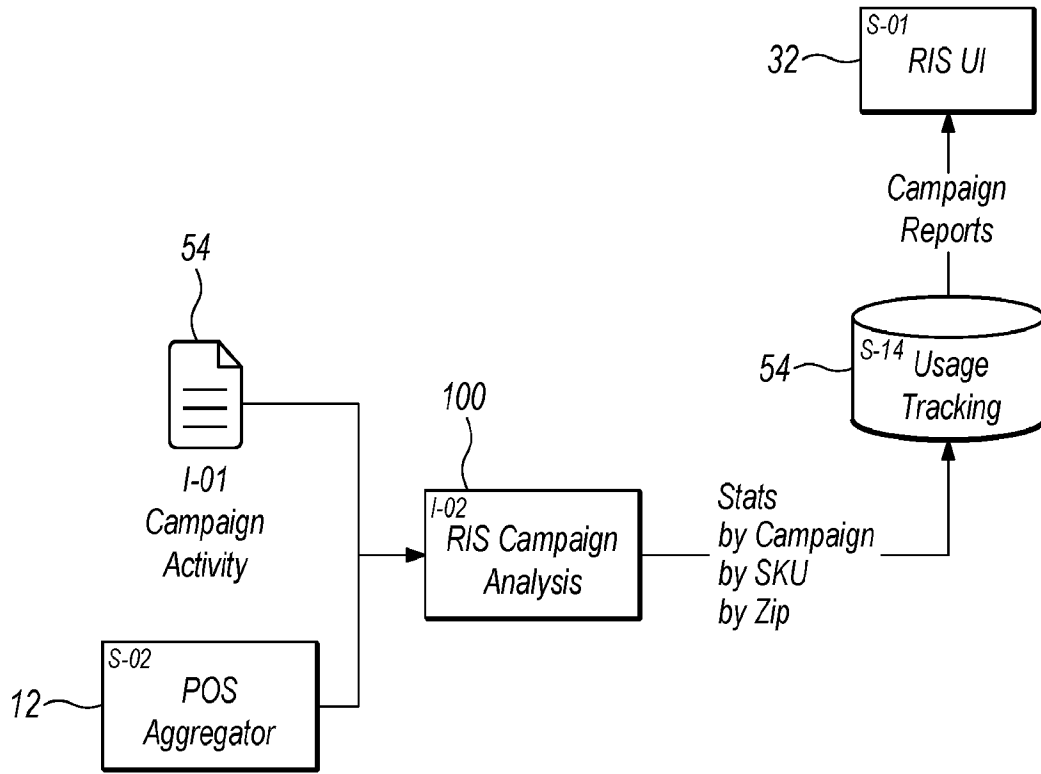 S-01
32
RIS UI
Campaign
Reports
54
S-14
54
Usage
Tracking
I-01
Campaign
Activity
100
I-02
RIS Campaign
Analysis
Stats
by Campaign
by SKU
by Zip
S-02
12
POS
Aggregator